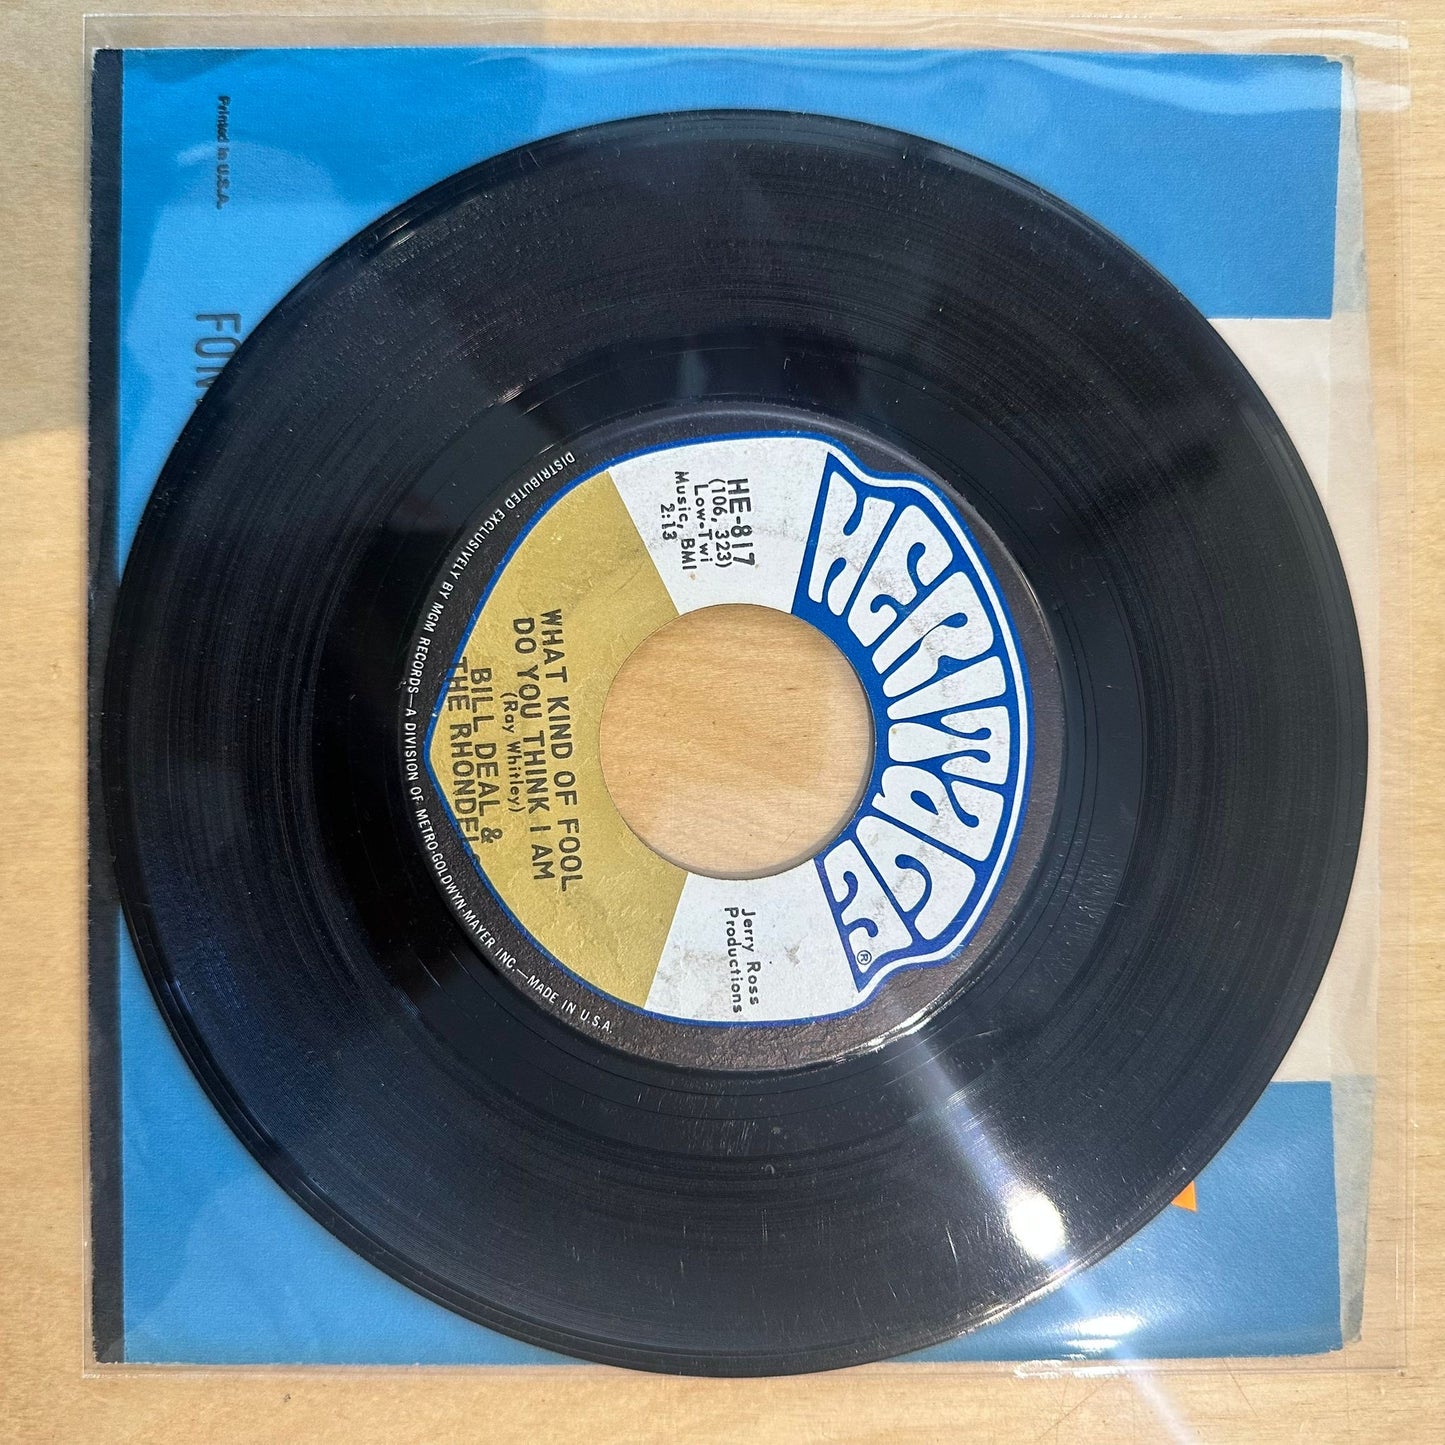 HERITAGE®
HE-817
(106, 323)
Low-Twi
Music, BMI
2:13
Jerry Ross
Productions
WHAT KIND OF FOOL
DO YOU THINK I AM
(Ray Whitley)
BILL DEAL &
THE RHONDELS
DISTRIBUTED EXCLUSIVELY BY MGM RECORDS—A DIVISION OF METRO-GOLDWYN-MAYER INC.—MADE IN U.S.A.
Printed in U.S.A.